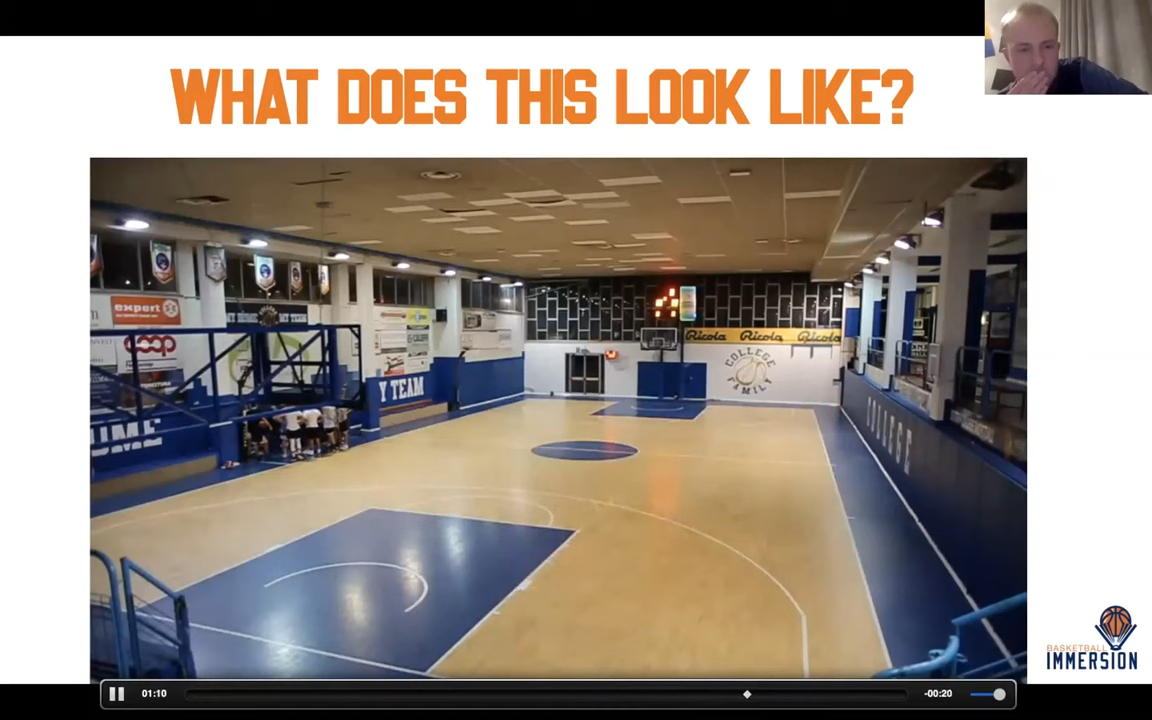 WHAT DOES THIS LOOK LIKE?
expert
coop
Y TEAM
UME
Ricola Ricola Ricola
COLLEGE
FAMILY
COLLEGE
BASKETBALL
IMMERSION
01:10
-00:20